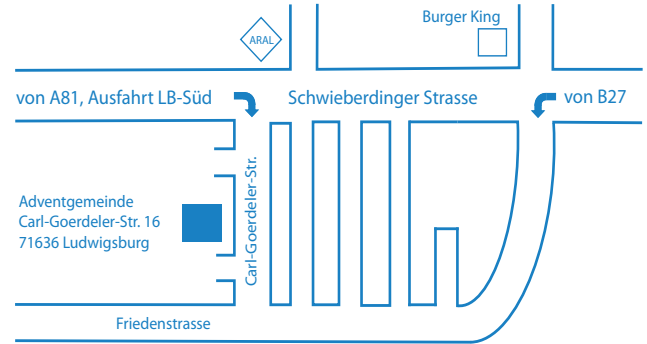 Burger King
ARAL
von A81, Ausfahrt LB-Süd
Schwieberdinger Strasse
von B27
Carl-Goerdeler-Str.
Adventgemeinde
Carl-Goerdeler-Str. 16
71636 Ludwigsburg
Friedenstrasse